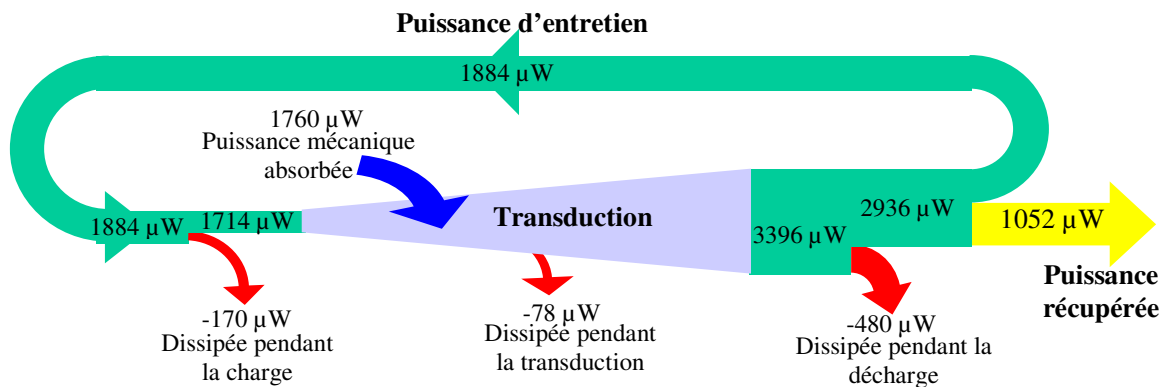 Puissance d'entretien
1884 µW
1760 µW
Puissance mécanique
absorbée
1884 µW
1714 µW
Transduction
3396 µW
2936 µW
1052 µW
Puissance
récupérée
-170 µW
Dissipée pendant
la charge
-78 µW
Dissipée pendant
la transduction
-480 µW
Dissipée pendant la
décharge